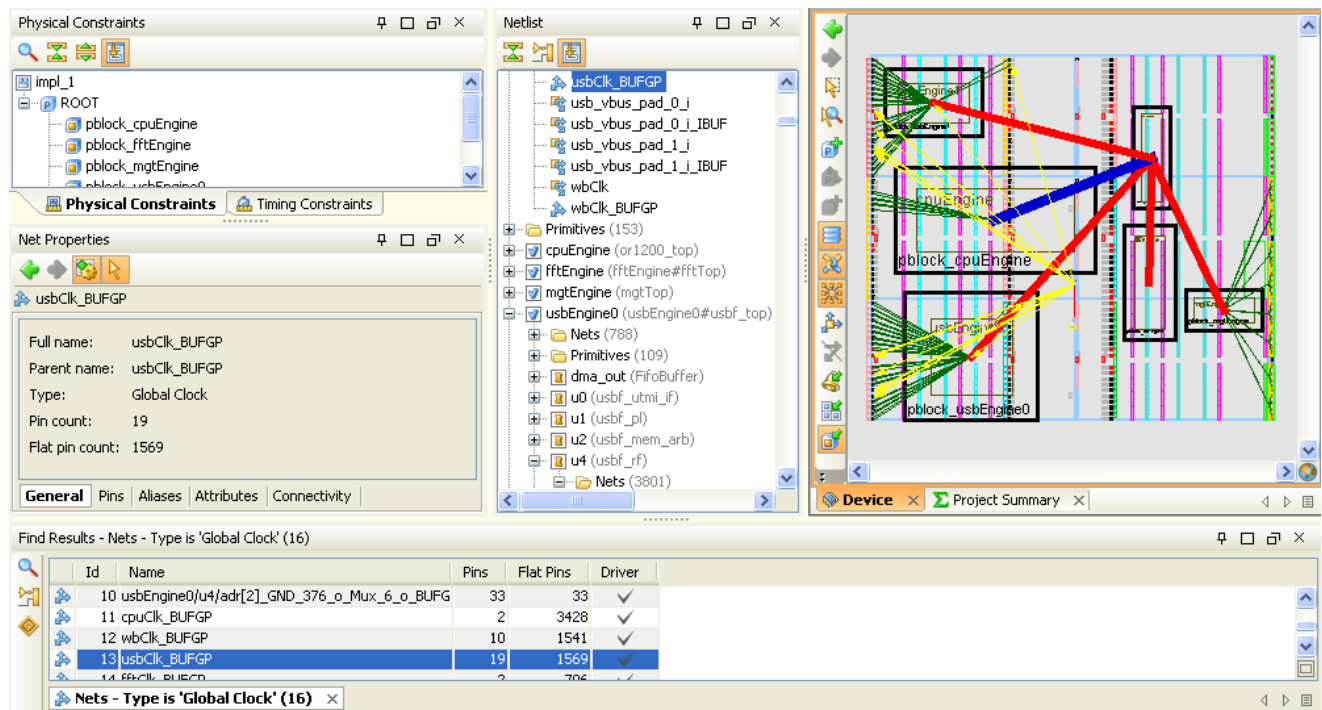 Physical Constraints
impl_1
ROOT
pblock_cpuEngine
pblock_fftEngine
pblock_mgtEngine
pblock_usbEngine0
Physical Constraints
Timing Constraints
Net Properties
usbClk_BUFGP
Full name: usbClk_BUFGP
Parent name: usbClk_BUFGP
Type: Global Clock
Pin count: 19
Flat pin count: 1569
General Pins Aliases Attributes Connectivity
Netlist
usbClk_BUFGP
usb_vbus_pad_0_i
usb_vbus_pad_0_i_IBUF
usb_vbus_pad_1_i
usb_vbus_pad_1_i_IBUF
wbClk
wbClk_BUFGP
Primitives (153)
cpuEngine (or1200_top)
fftEngine (fftEngine#fftTop)
mgtEngine (mgtTop)
usbEngine0 (usbEngine0#usbf_top)
Nets (788)
Primitives (109)
dma_out (FifoBuffer)
u0 (usbf_utmi_if)
u1 (usbf_pl)
u2 (usbf_mem_arb)
u4 (usbf_rf)
Nets (3801)
cpuEngine
pblock_cpuEngine
pblock_usbEngine0
Device
Project Summary
Find Results - Nets - Type is 'Global Clock' (16)
Id Name Pins Flat Pins Driver
10 usbEngine0/u4/adr[2]_GND_376_o_Mux_6_o_BUFG 33 33
11 cpuClk_BUFGP 2 3428
12 wbClk_BUFGP 10 1541
13 usbClk_BUFGP 19 1569
14 fftClk_BUFGP 2 706
Nets - Type is 'Global Clock' (16)